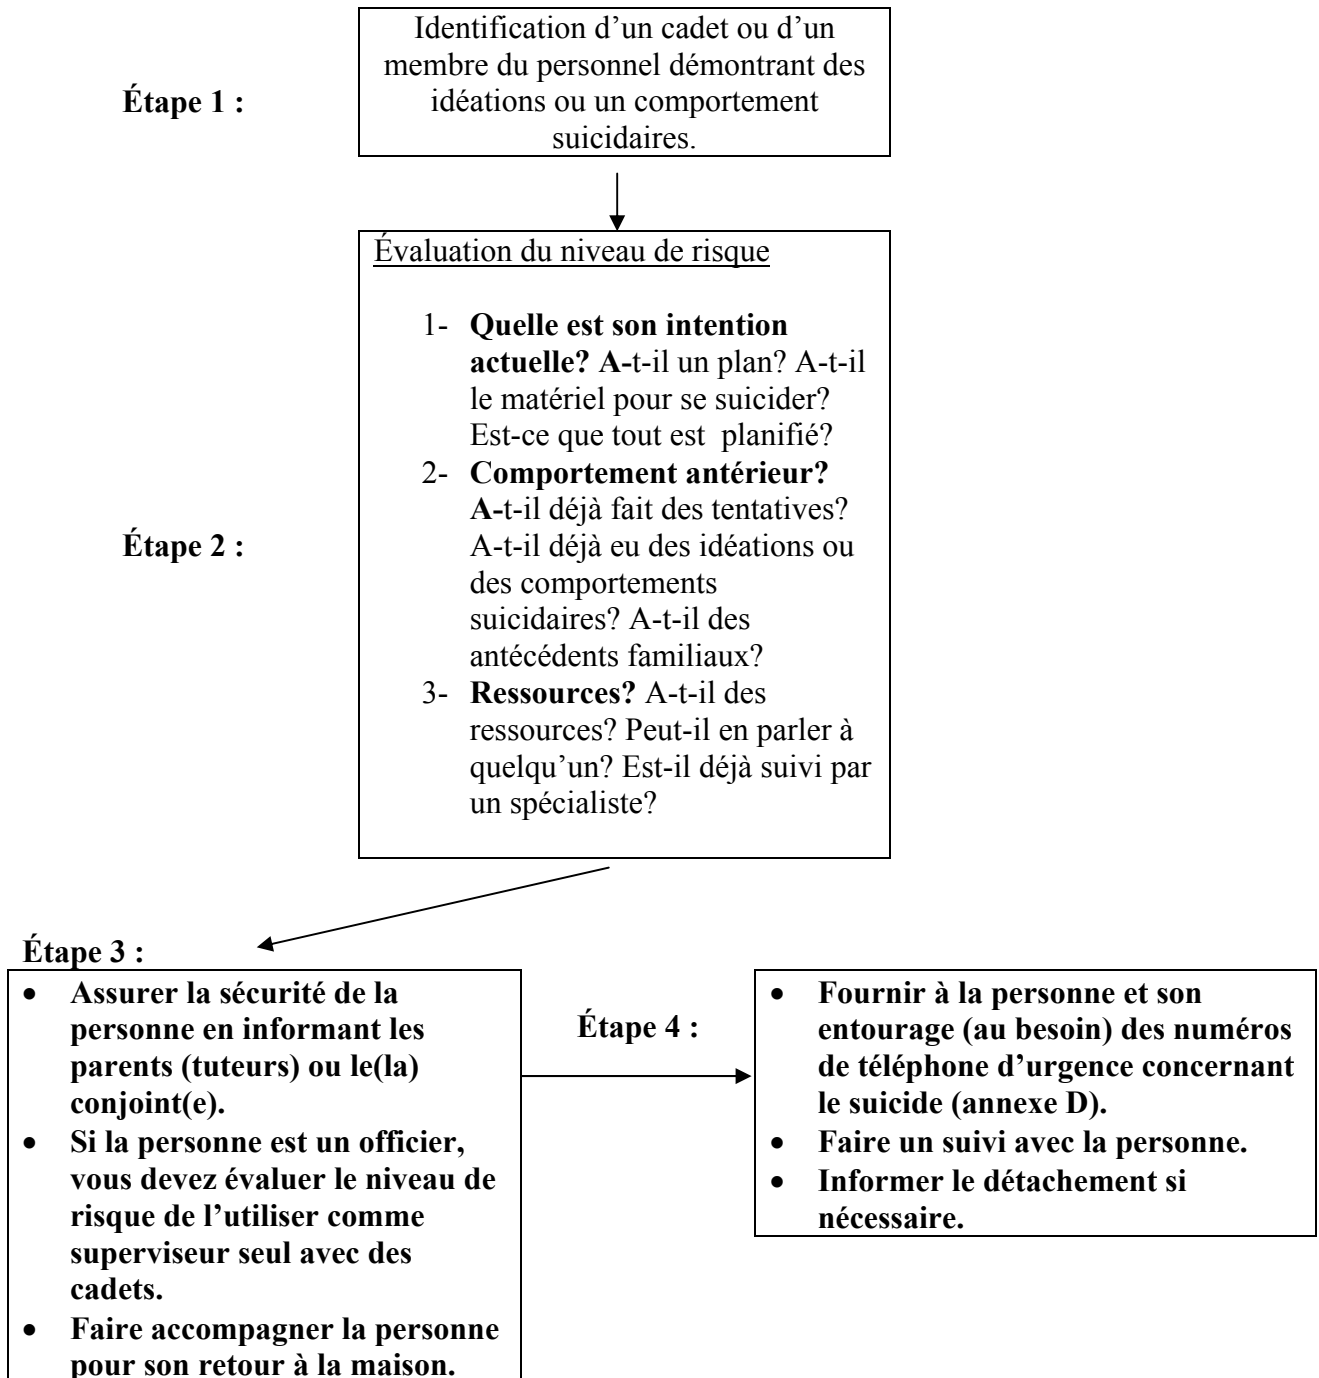 Identification d’un cadet ou d’un
membre du personnel démontrant des
idéations ou un comportement
suicidaires.
Étape 1 :
Évaluation du niveau de risque
1- Quelle est son intention
actuelle? A-t-il un plan? A-t-il
le matériel pour se suicider?
Est-ce que tout est planifié?
2- Comportement antérieur?
A-t-il déjà fait des tentatives?
A-t-il déjà eu des idéations ou
des comportements
suicidaires? A-t-il des
antécédents familiaux?
3- Ressources? A-t-il des
ressources? Peut-il en parler à
quelqu’un? Est-il déjà suivi par
un spécialiste?
Étape 2 :
Étape 3 :
• Assurer la sécurité de la
personne en informant les
parents (tuteurs) ou le(la)
conjoint(e).
• Si la personne est un officier,
vous devez évaluer le niveau de
risque de l’utiliser comme
superviseur seul avec des
cadets.
• Faire accompagner la personne
pour son retour à la maison.
Étape 4 :
• Fournir à la personne et son
entourage (au besoin) des numéros
de téléphone d’urgence concernant
le suicide (annexe D).
• Faire un suivi avec la personne.
• Informer le détachement si
nécessaire.